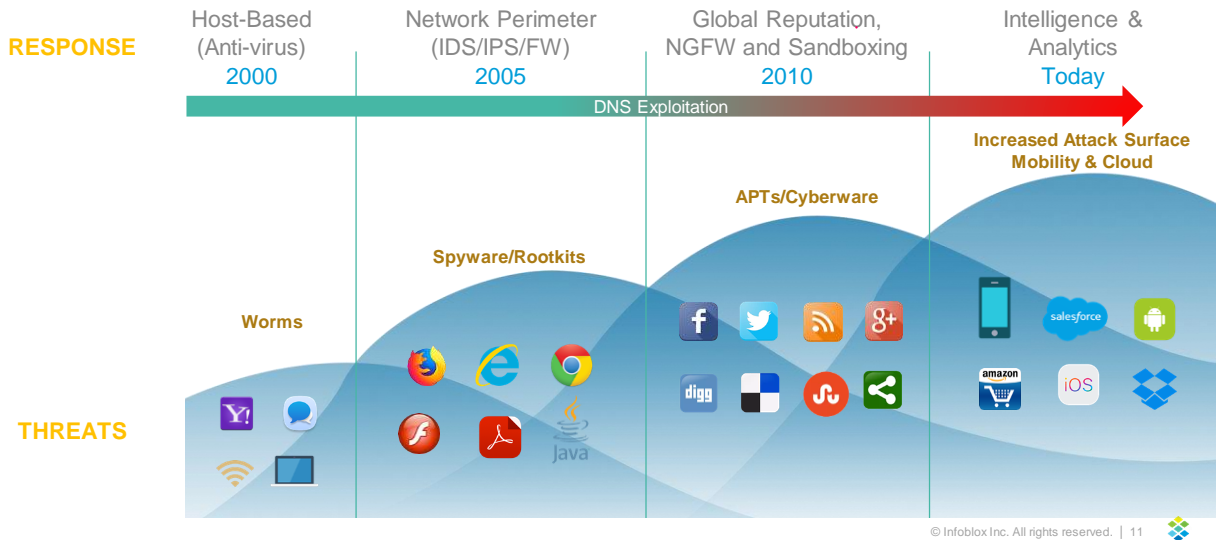 RESPONSE
Host-Based
(Anti-virus)
2000
Network Perimeter
(IDS/IPS/FW)
2005
Global Reputation,
NGFW and Sandboxing
2010
Intelligence &
Analytics
Today
DNS Exploitation
Increased Attack Surface
Mobility & Cloud
APTs/Cyberware
Spyware/Rootkits
Worms
THREATS
Y!
f
g+
salesforce
digg
amazon
iOS
Java
© Infoblox Inc. All rights reserved. | 11